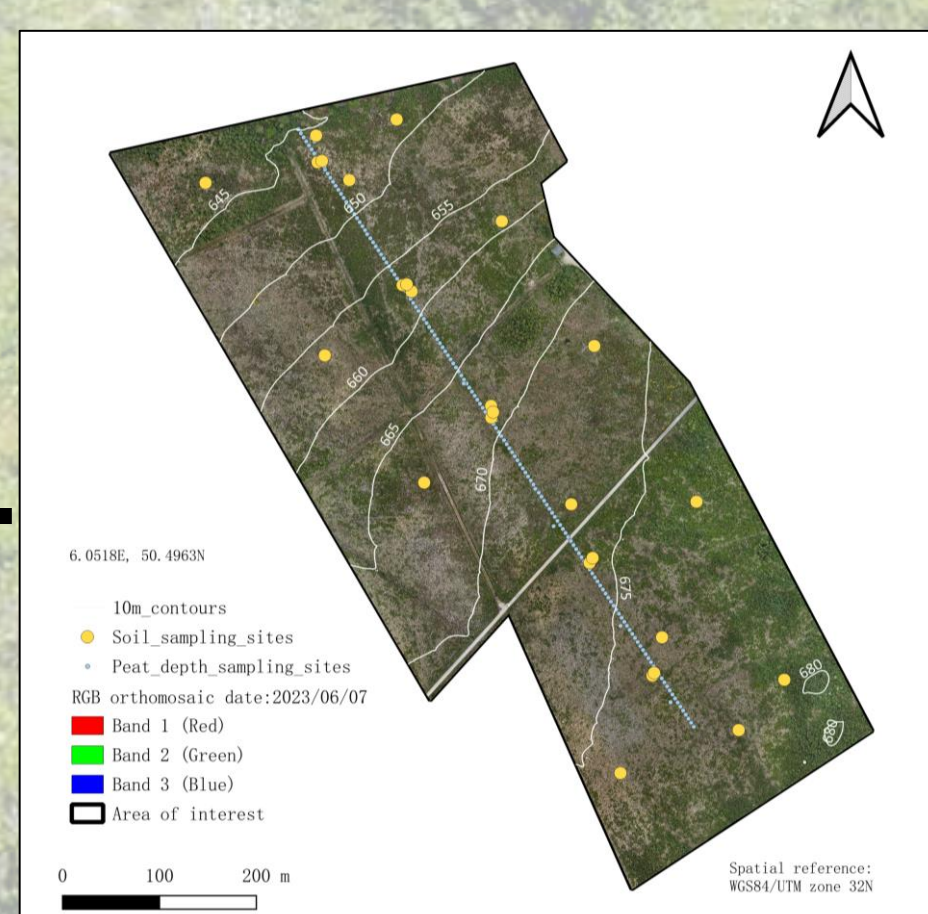 645
650
655
660
665
670
675
680
680
6.0518E, 50.4963N
10m_contours
Soil_sampling_sites
Peat_depth_sampling_sites
RGB orthomosaic date:2023/06/07
Band 1 (Red)
Band 2 (Green)
Band 3 (Blue)
Area of interest
0 100 200 m
Spatial reference:
WGS84/UTM zone 32N